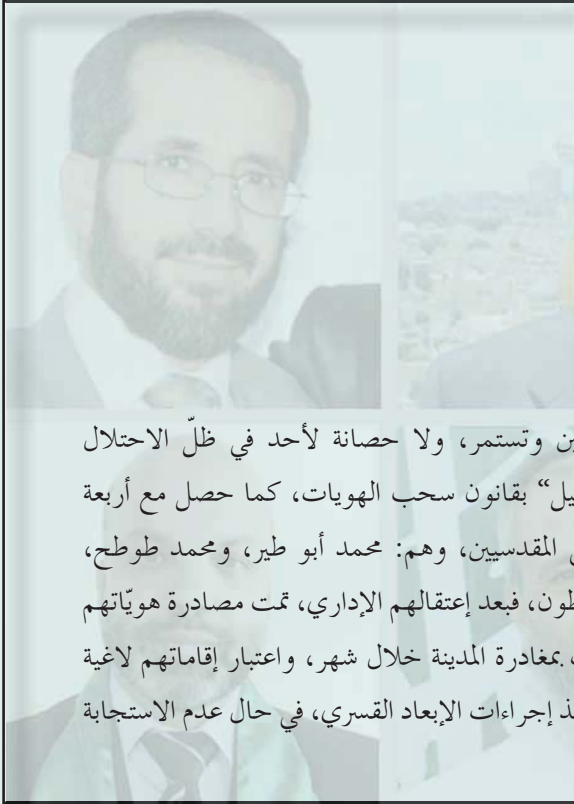 ين وتستمر، ولا حصانة لأحد في ظلّ الاحتلال
يل“ بقانون سحب الهويات، كما حصل مع أربعة
المقدسيين، وهم: محمد أبو طير، ومحمد طوطح،
طون، فبعد إعتقالهم الإداري، تمت مصادرة هويّاتهم
بمغادرة المدينة خلال شهر، واعتبار إقاماتهم لاغية
ذ إجراءات الإبعاد القسري، في حال عدم الاستجابة